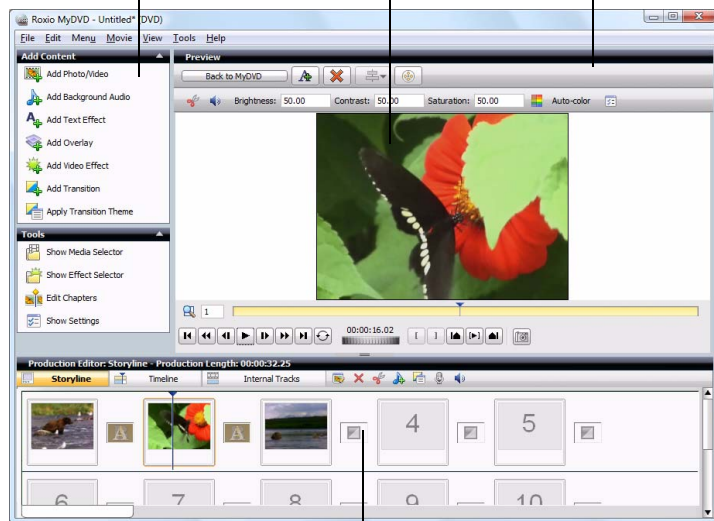 Roxio MyDVD - Untitled* (DVD)
File Edit Menu Movie View Tools Help
Add Content
Add Photo/Video
Add Background Audio
Add Text Effect
Add Overlay
Add Video Effect
Add Transition
Apply Transition Theme
Tools
Show Media Selector
Show Effect Selector
Edit Chapters
Show Settings
Preview
Back to MyDVD
Brightness: 50.00 Contrast: 50.00 Saturation: 50.00 Auto-color
1
00:00:16.02
Production Editor: Storyline - Production Length: 00:00:32.25
Storyline Timeline Internal Tracks
A A 4 5
6 7 8 9 10